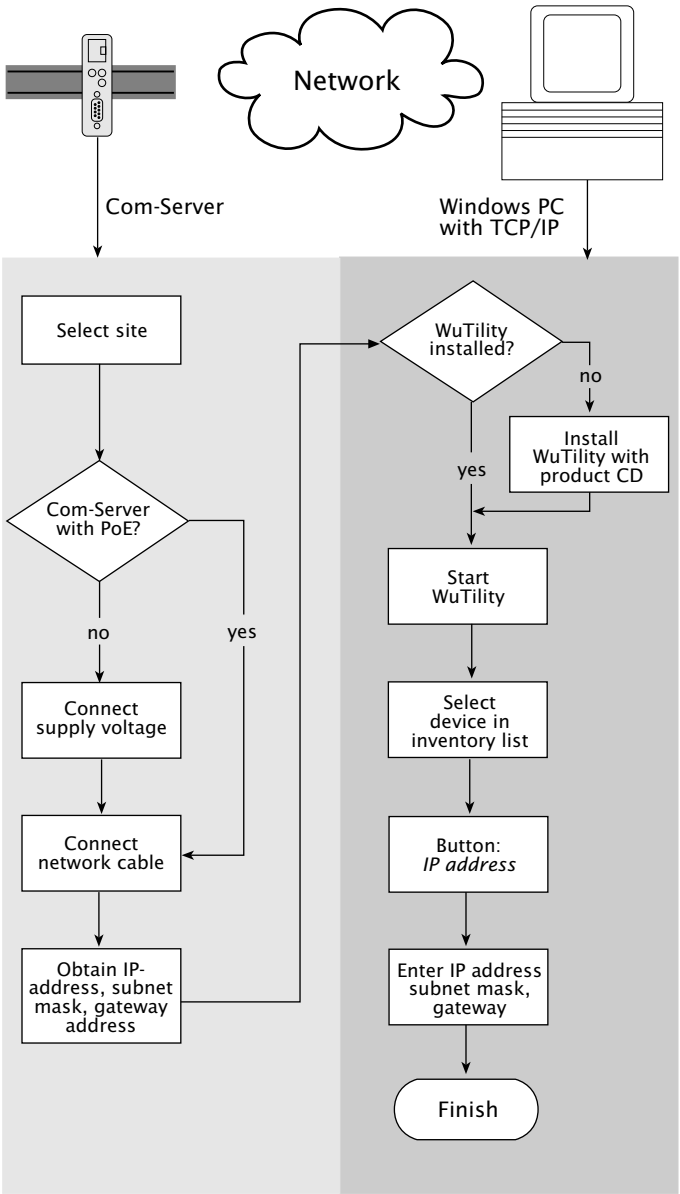 Network
Com-Server
Windows PC
with TCP/IP
Select site
Com-Server
with PoE?
no
yes
Connect
supply voltage
Connect
network cable
Obtain IP-
address, subnet
mask, gateway
address
WuTility
installed?
no
yes
Install
WuTility with
product CD
Start
WuTility
Select
device in
inventory list
Button:
IP address
Enter IP address
subnet mask,
gateway
Finish